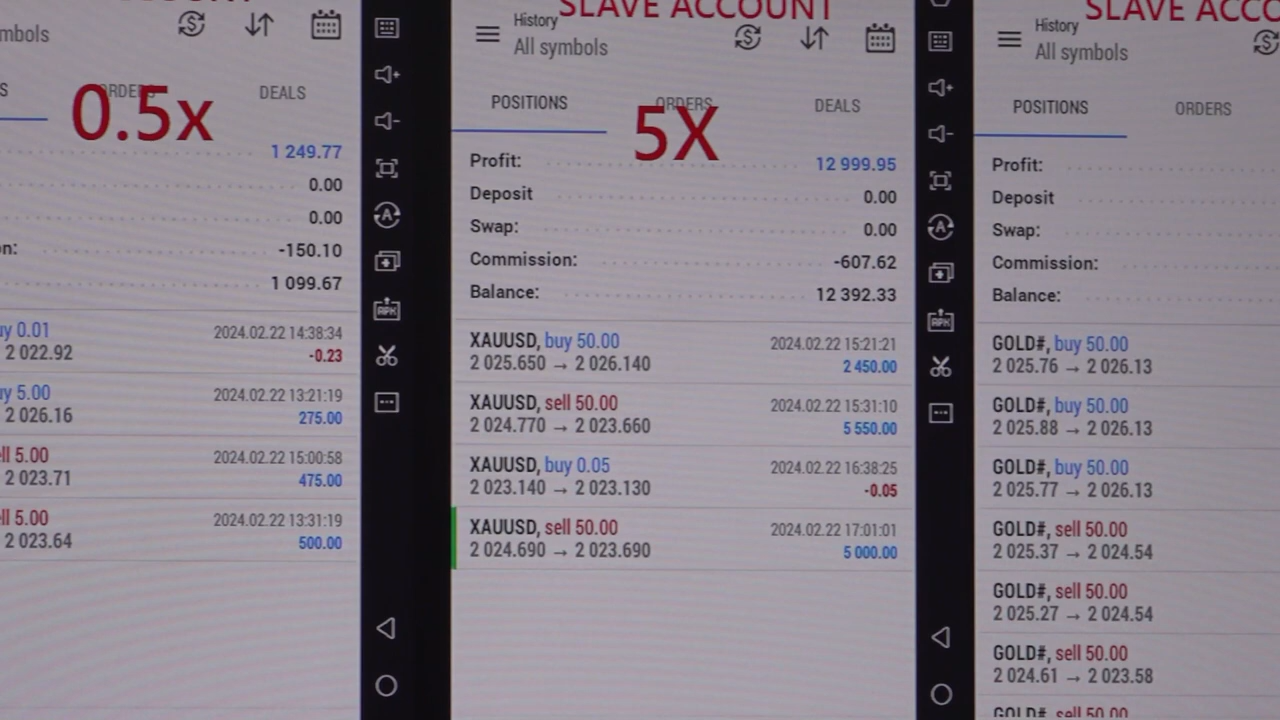 mbols
S
ORDERS
DEALS
0.5x
1 249.77
0.00
0.00
n: -150.10
1 099.67
uy 0.01 2024.02.22 14:38:34
2 022.92 -0.23
uy 5.00 2024.02.22 13:21:19
2 026.16 275.00
ell 5.00 2024.02.22 15:00:58
2 023.71 475.00
ell 5.00 2024.02.22 13:31:19
2 023.64 500.00
SLAVE ACCOUNT
History
All symbols
POSITIONS ORDERS DEALS
5X
Profit: 12 999.95
Deposit 0.00
Swap: 0.00
Commission: -607.62
Balance: 12 392.33
XAUUSD, buy 50.00 2024.02.22 15:21:21
2 025.650 → 2 026.140 2 450.00
XAUUSD, sell 50.00 2024.02.22 15:31:10
2 024.770 → 2 023.660 5 550.00
XAUUSD, buy 0.05 2024.02.22 16:38:25
2 023.140 → 2 023.130 -0.05
XAUUSD, sell 50.00 2024.02.22 17:01:01
2 024.690 → 2 023.690 5 000.00
SLAVE ACCO
History
All symbols
POSITIONS ORDERS
Profit:
Deposit
Swap:
Commission:
Balance:
GOLD#, buy 50.00
2 025.76 → 2 026.13
GOLD#, buy 50.00
2 025.88 → 2 026.13
GOLD#, buy 50.00
2 025.77 → 2 026.13
GOLD#, sell 50.00
2 025.37 → 2 024.54
GOLD#, sell 50.00
2 025.27 → 2 024.54
GOLD#, sell 50.00
2 024.61 → 2 023.58
GOLD#, sell 50.00